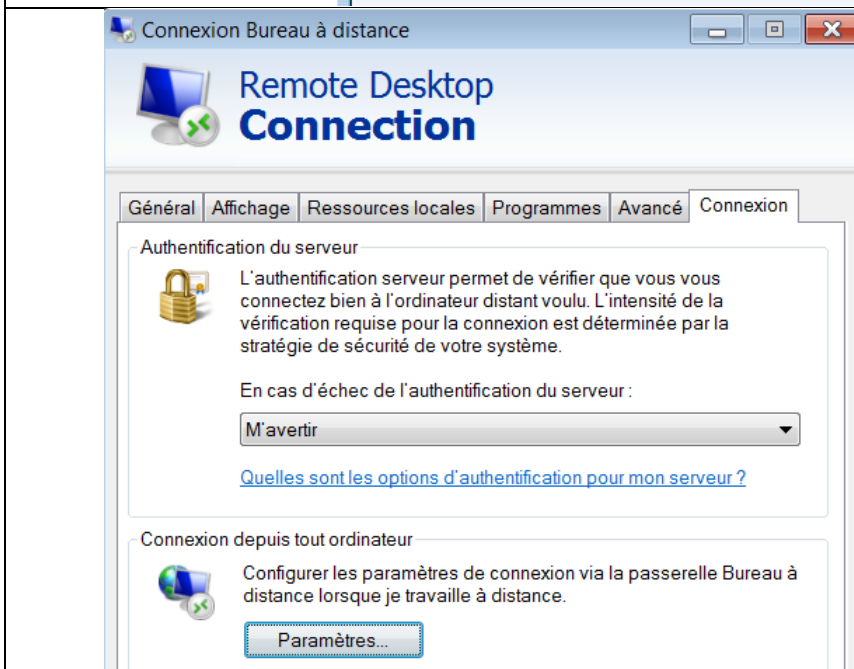 Connexion Bureau à distance
Remote Desktop
Connection
Général Affichage Ressources locales Programmes Avancé Connexion
Authentification du serveur
L'authentification serveur permet de vérifier que vous vous
connectez bien à l'ordinateur distant voulu. L'intensité de la
vérification requise pour la connexion est déterminée par la
stratégie de sécurité de votre système.
En cas d'échec de l'authentification du serveur :
M'avertir
Quelles sont les options d'authentification pour mon serveur ?
Connexion depuis tout ordinateur
Configurer les paramètres de connexion via la passerelle Bureau à
distance lorsque je travaille à distance.
Paramètres...